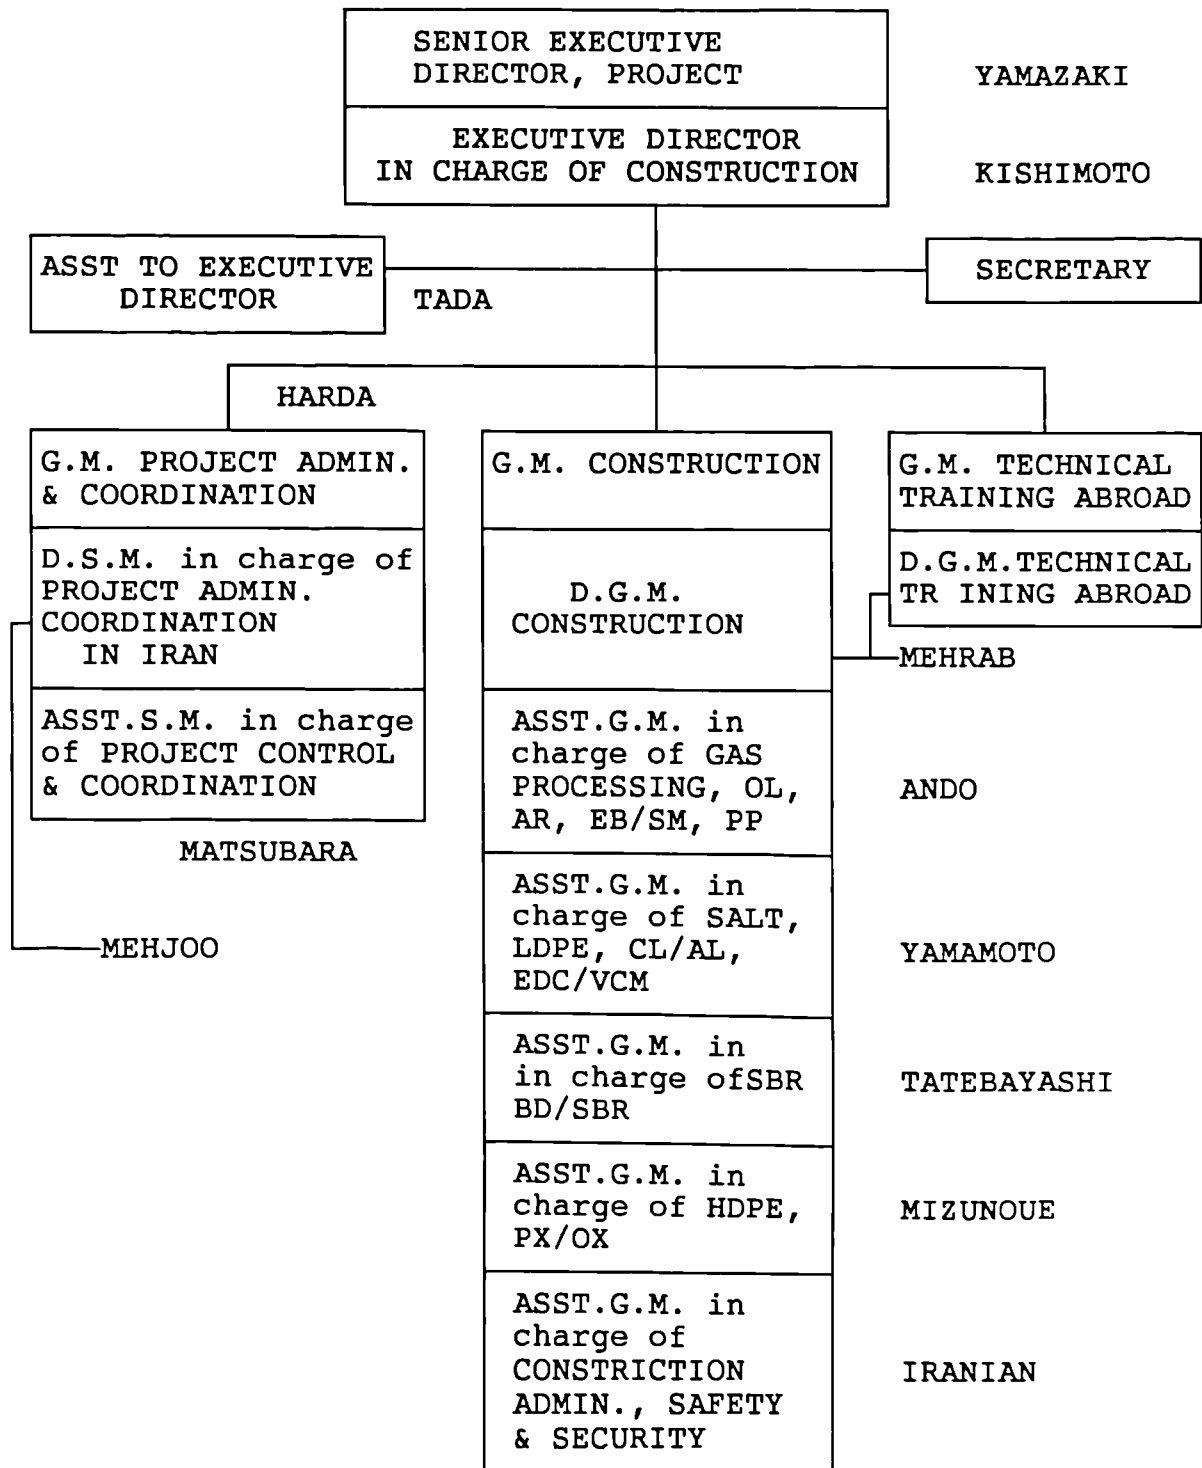 SENIOR EXECUTIVE
DIRECTOR, PROJECT
YAMAZAKI
EXECUTIVE DIRECTOR
IN CHARGE OF CONSTRUCTION
KISHIMOTO
ASST TO EXECUTIVE
DIRECTOR
TADA
SECRETARY
HARDA
G.M. PROJECT ADMIN.
& COORDINATION
D.S.M. in charge of
PROJECT ADMIN.
COORDINATION
IN IRAN
ASST.S.M. in charge
of PROJECT CONTROL
& COORDINATION
MATSUBARA
MEHJOO
G.M. CONSTRUCTION
D.G.M.
CONSTRUCTION
G.M. TECHNICAL
TRAINING ABROAD
D.G.M.TECHNICAL
TR INING ABROAD
MEHRAB
ASST.G.M. in
charge of GAS
PROCESSING, OL,
AR, EB/SM, PP
ANDO
ASST.G.M. in
charge of SALT,
LDPE, CL/AL,
EDC/VCM
YAMAMOTO
ASST.G.M. in
in charge ofSBR
BD/SBR
TATEBAYASHI
ASST.G.M. in
charge of HDPE,
PX/OX
MIZUNOUE
ASST.G.M. in
charge of
CONSTRICTION
ADMIN., SAFETY
& SECURITY
IRANIAN